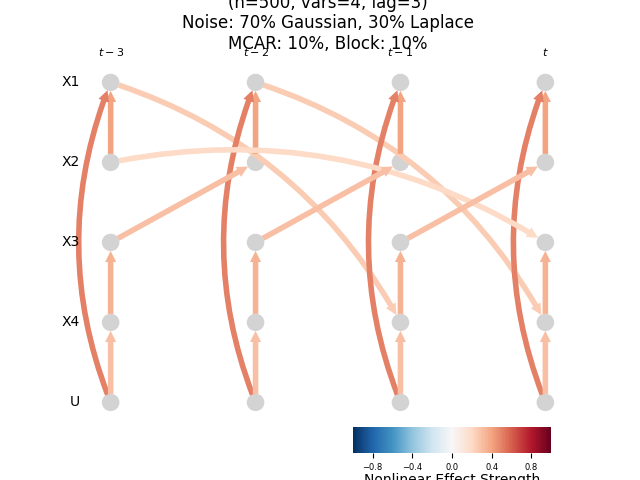 (n=500, vars=4, lag=3)
Noise: 70% Gaussian, 30% Laplace
MCAR: 10%, Block: 10%
t − 3 t − 2 t − 1 t
X1
X2
X3
X4
U
−0.8 −0.4 0.0 0.4 0.8
Nonlinear Effect Strength